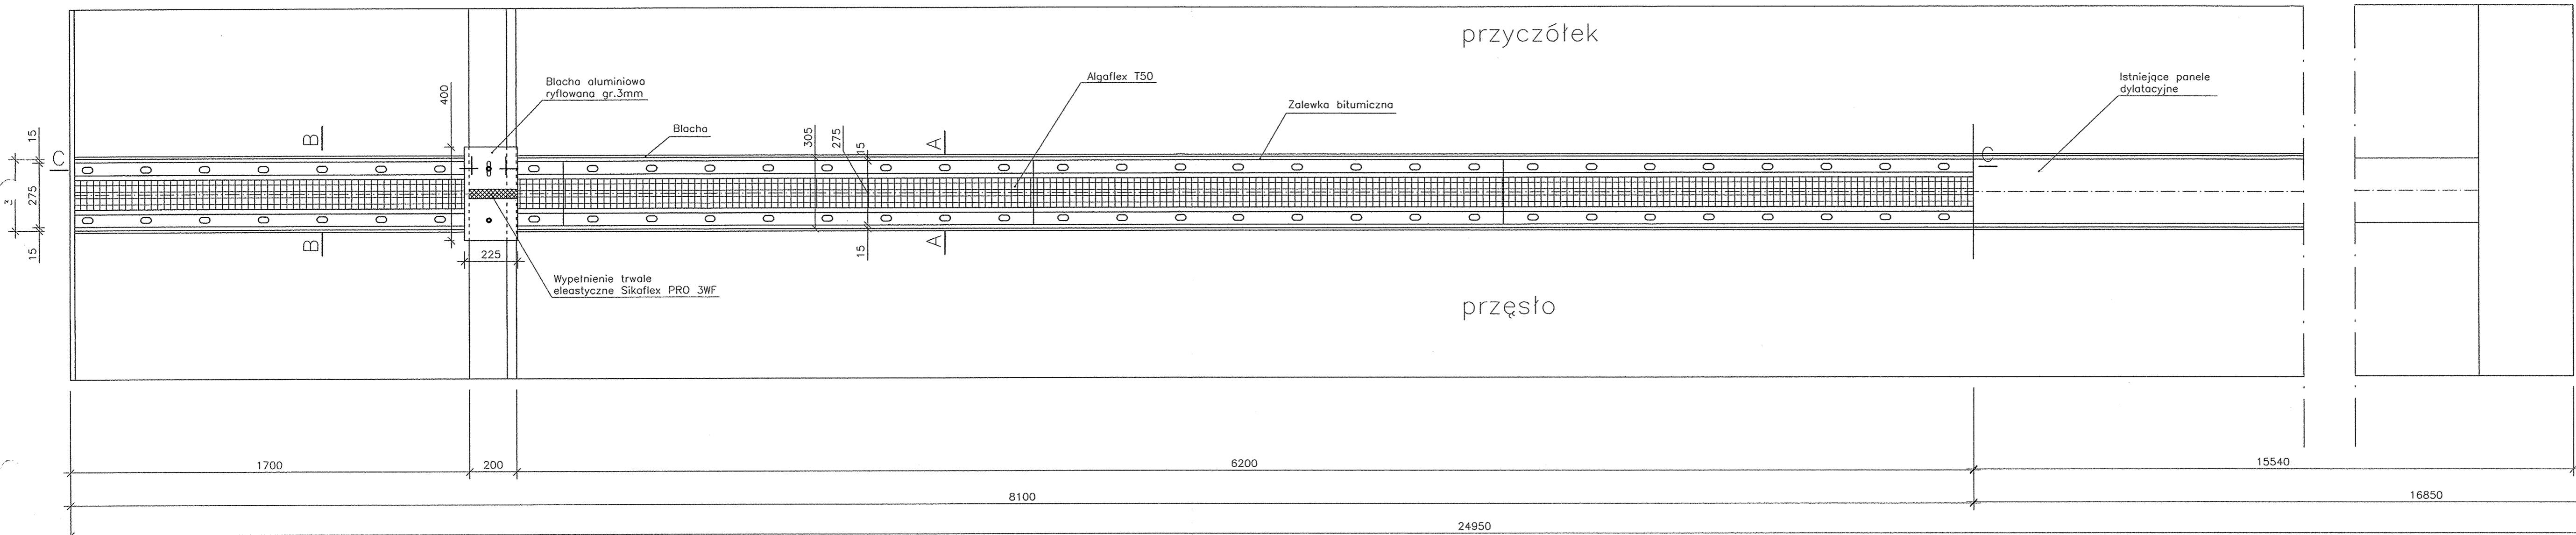 przyczółek
Blacha aluminiowa
ryflowana gr.3mm
400
Blacha
Algaflex T50
Zalewka bitumiczna
Istniejące panele
dylatacyjne
15
275
15
C
B
B
305
275
15
15
A
A
C
225
Wypełnienie trwale
eleastyczne Sikaflex PRO 3WF
przęsło
1700
200
6200
15540
8100
16850
24950